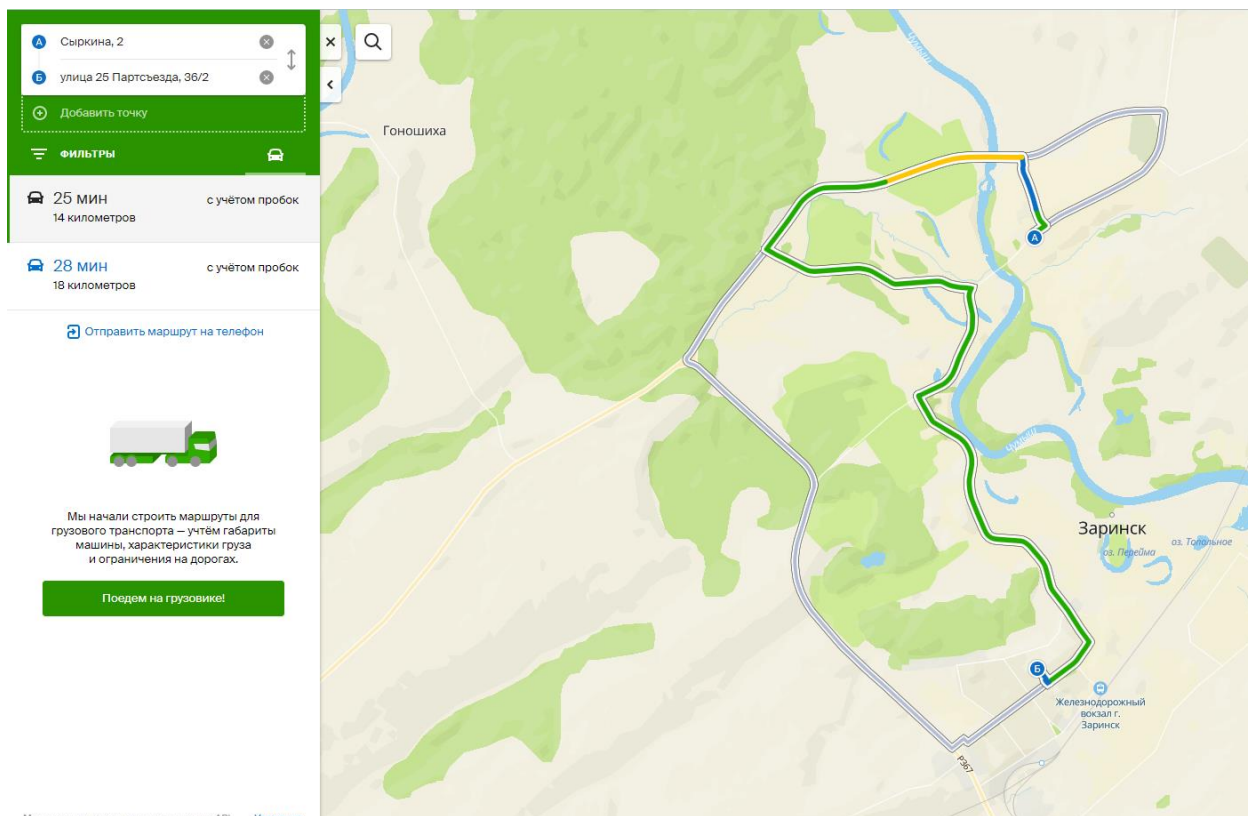 А Сыркина, 2
Б улица 25 Партсъезда, 36/2
Добавить точку
ФИЛЬТРЫ
25 мин
с учётом пробок
14 километров
28 мин
с учётом пробок
18 километров
Отправить маршрут на телефон
Мы начали строить маршруты для
грузового транспорта — учтём габариты
машины, характеристики груза
и ограничения на дорогах.
Поедем на грузовике!
Гоношиха
Чумыш
А
Чумыш
Заринск
оз. Перейма
оз. Топольное
Б
Железнодорожный
вокзал г.
Заринск
Р367